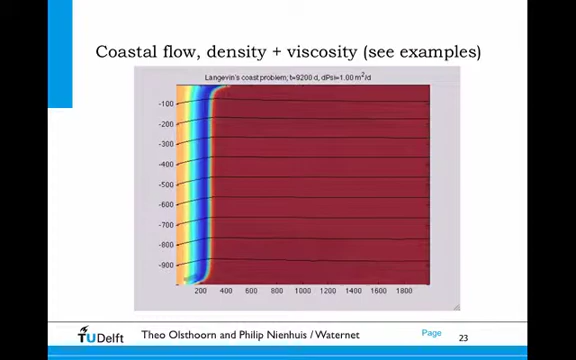 Coastal flow, density + viscosity (see examples)
Langevin's coast problem; t=9200 d, dPsi=1.00 m²/d
-100
-200
-300
-400
-500
-600
-700
-800
-900
200 400 600 800 1000 1200 1400 1600 1800
TUDelft Theo Olsthoorn and Philip Nienhuis / Waternet Page 23